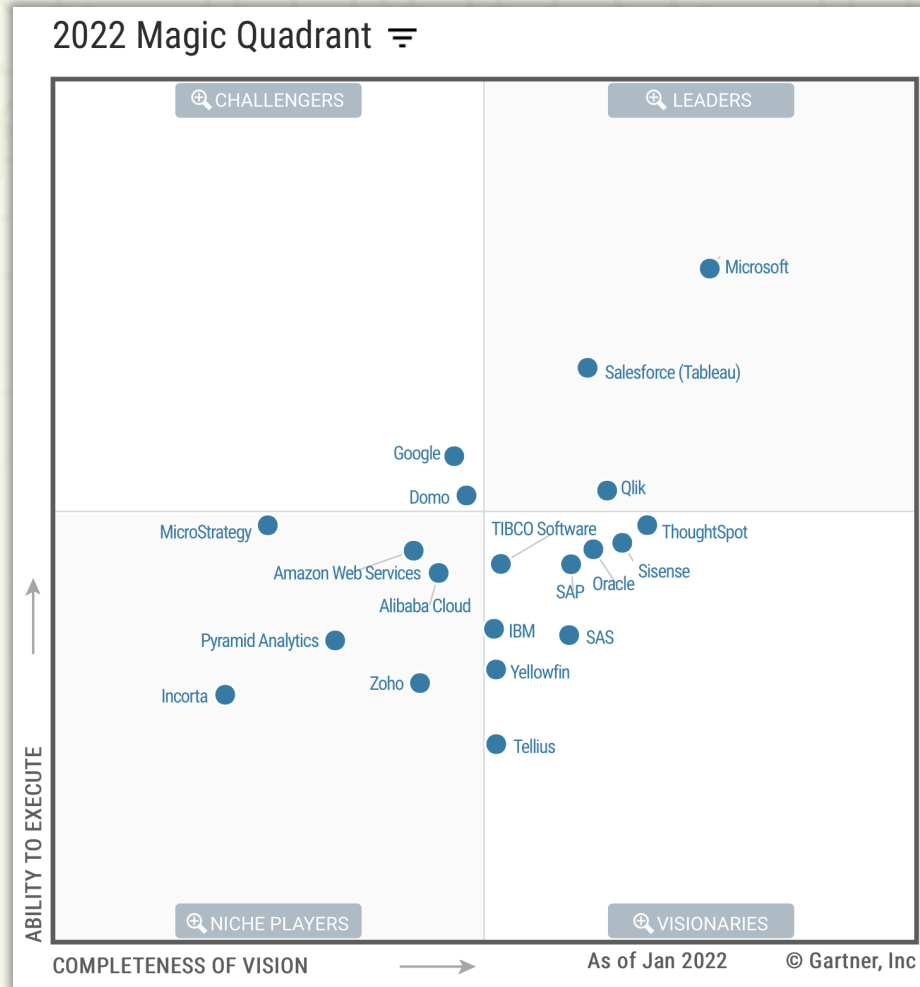 2022 Magic Quadrant
CHALLENGERS
LEADERS
Microsoft
Salesforce (Tableau)
Google
Domo
Qlik
MicroStrategy
TIBCO Software
ThoughtSpot
Amazon Web Services
Sisense
Oracle
SAP
Alibaba Cloud
IBM
SAS
Pyramid Analytics
Yellowfin
Zoho
Incorta
Tellius
ABILITY TO EXECUTE
NICHE PLAYERS
VISIONARIES
COMPLETENESS OF VISION
As of Jan 2022
© Gartner, Inc